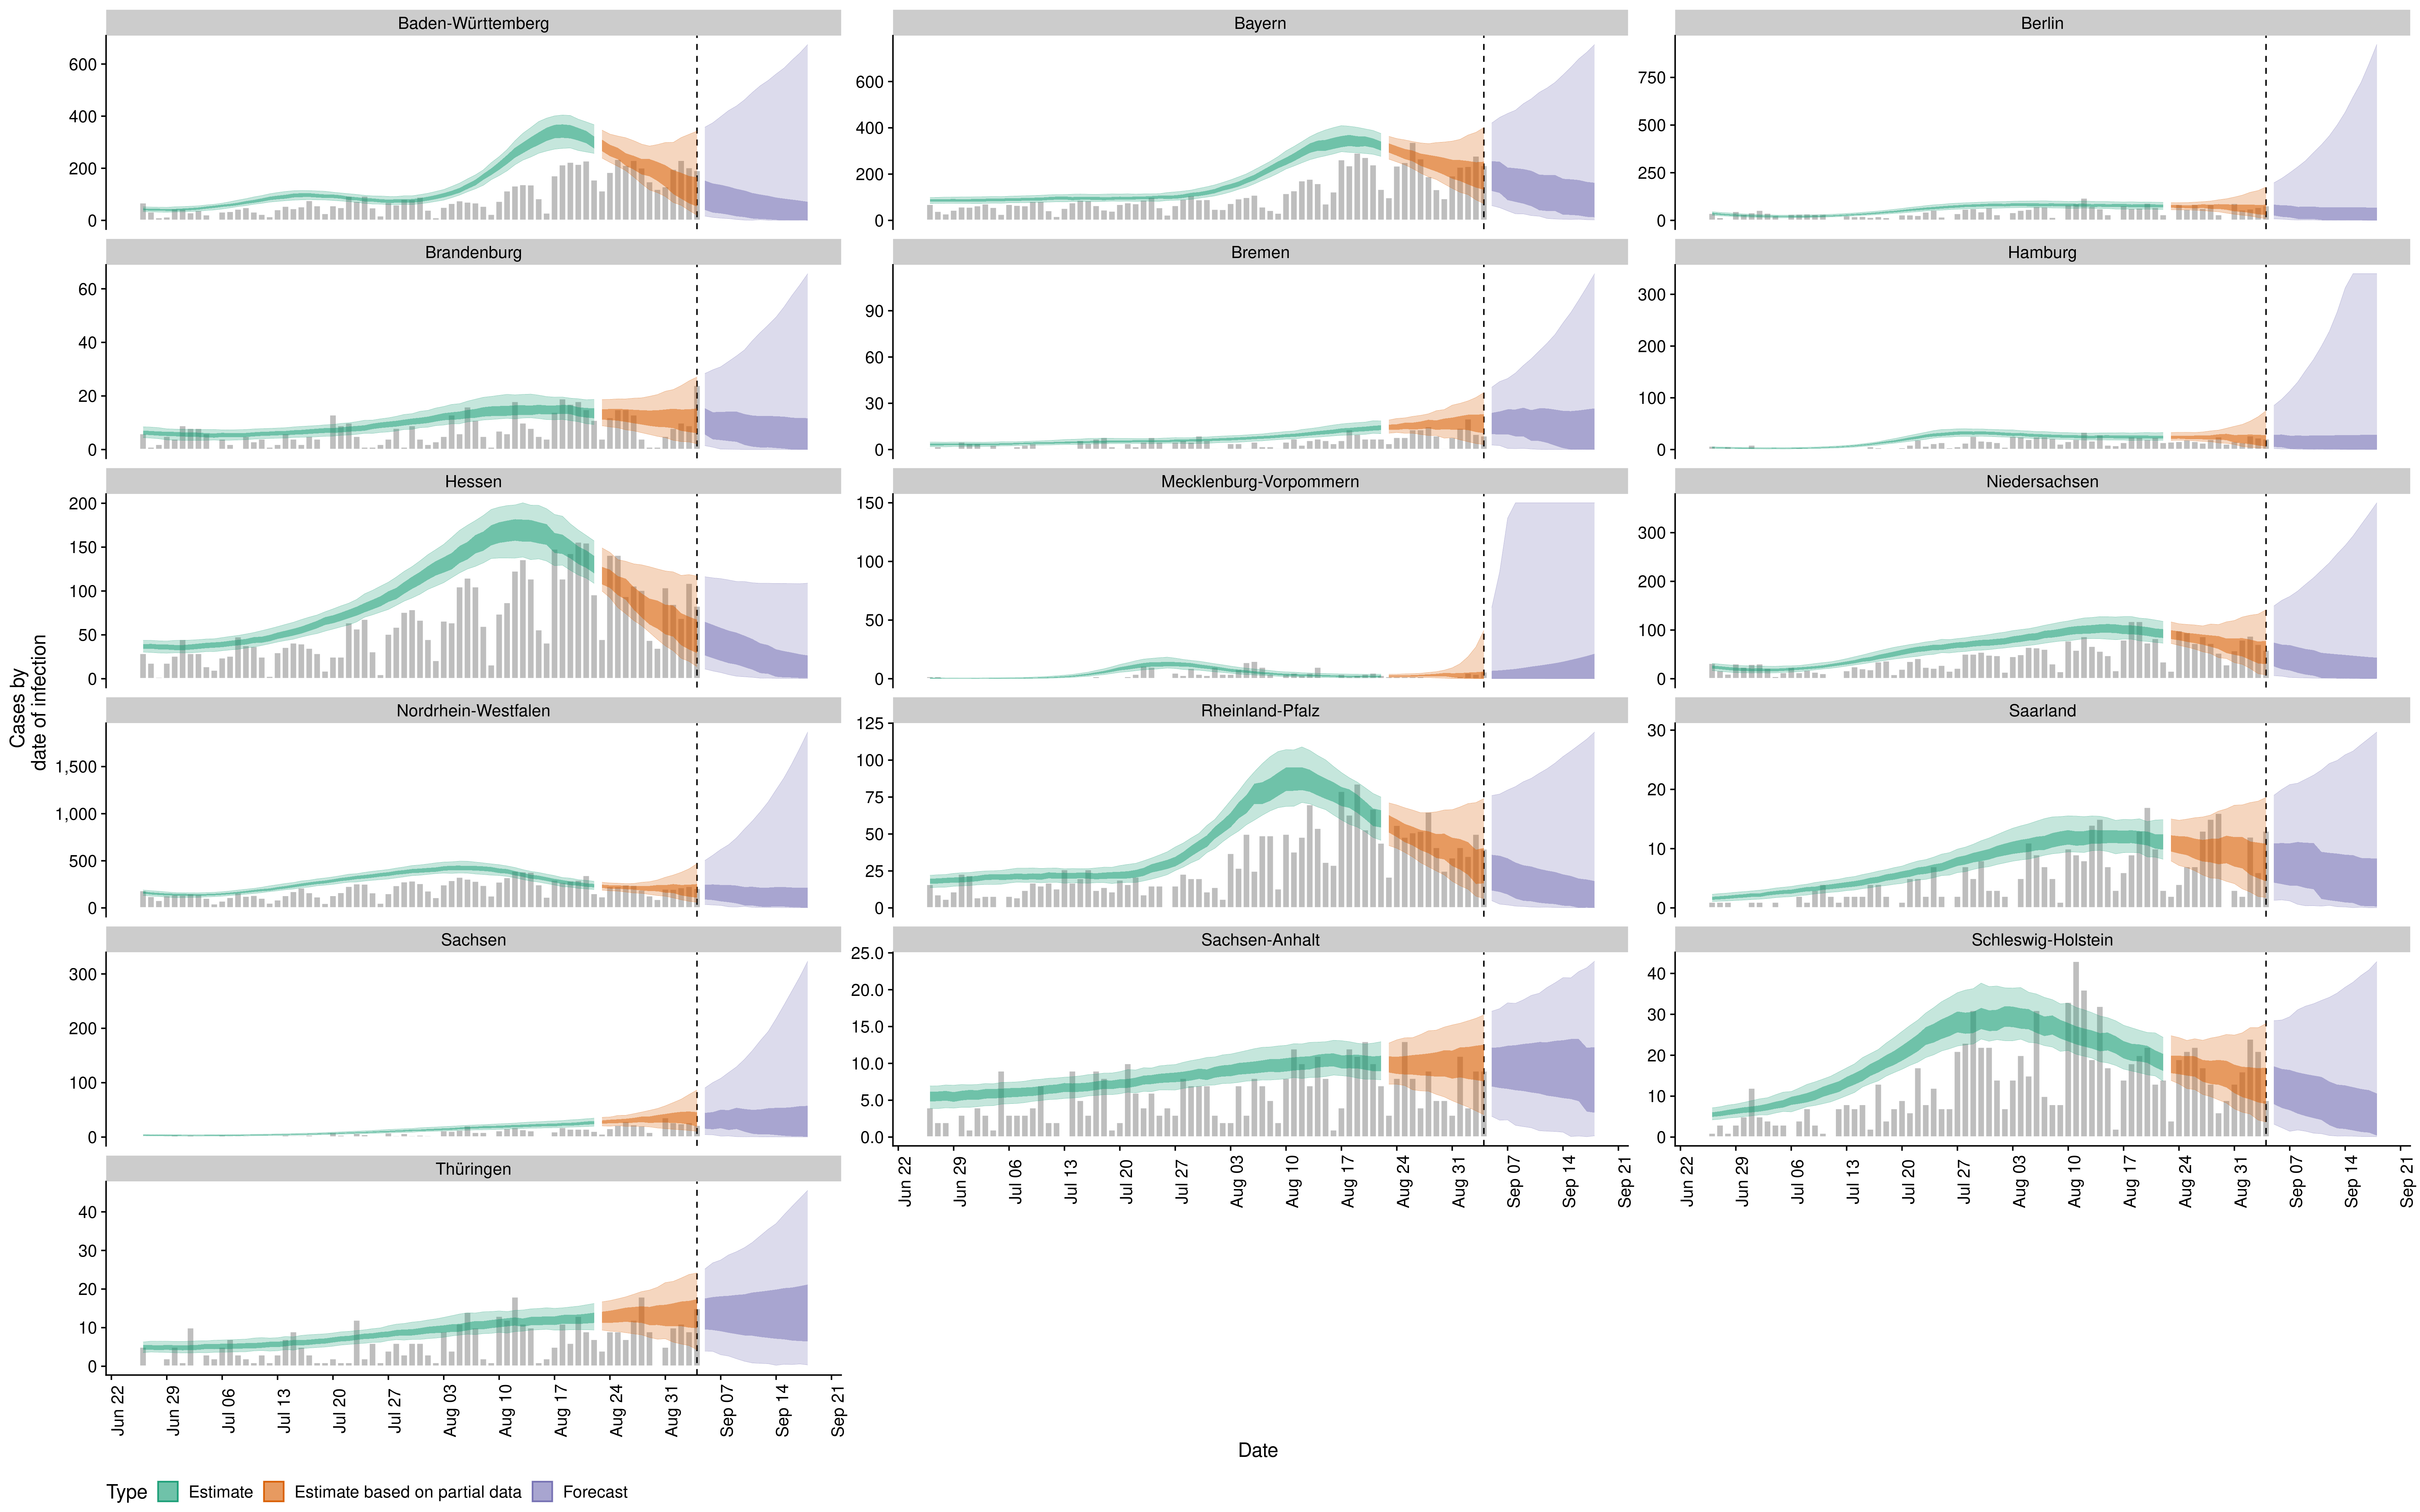 Baden-Württemberg
Bayern
Berlin
600
400
200
0
600
400
200
0
750
500
250
0
Brandenburg
Bremen
Hamburg
60
40
20
0
90
60
30
0
300
200
100
0
Hessen
Mecklenburg-Vorpommern
Niedersachsen
200
150
100
50
0
150
100
50
0
300
200
100
0
Cases by
date of infection
Nordrhein-Westfalen
Rheinland-Pfalz
Saarland
1,500
1,000
500
0
125
100
75
50
25
0
30
20
10
0
Sachsen
Sachsen-Anhalt
Schleswig-Holstein
300
200
100
0
25.0
20.0
15.0
10.0
5.0
0.0
40
30
20
10
0
Jun 22
Jun 29
Jul 06
Jul 13
Jul 20
Jul 27
Aug 03
Aug 10
Aug 17
Aug 24
Aug 31
Sep 07
Sep 14
Sep 21
Jun 22
Jun 29
Jul 06
Jul 13
Jul 20
Jul 27
Aug 03
Aug 10
Aug 17
Aug 24
Aug 31
Sep 07
Sep 14
Sep 21
Thüringen
40
30
20
10
0
Jun 22
Jun 29
Jul 06
Jul 13
Jul 20
Jul 27
Aug 03
Aug 10
Aug 17
Aug 24
Aug 31
Sep 07
Sep 14
Sep 21
Date
Type Estimate Estimate based on partial data Forecast